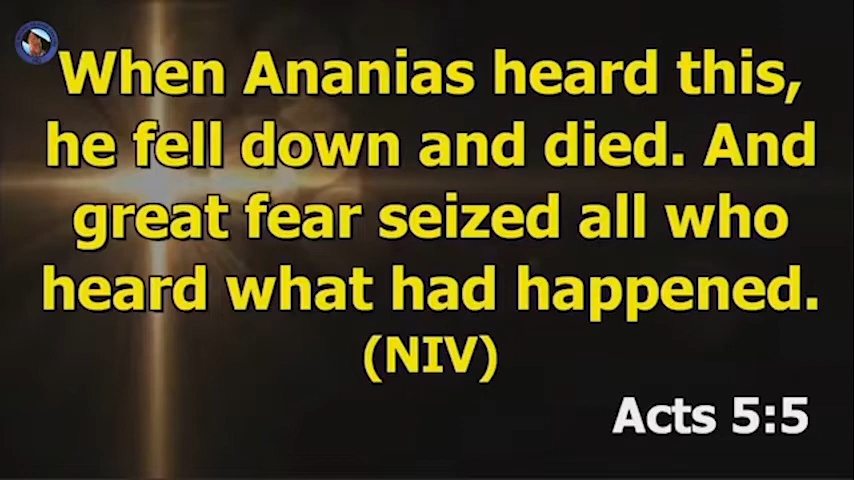 When Ananias heard this,
he fell down and died. And
great fear seized all who
heard what had happened.
(NIV)
Acts 5:5